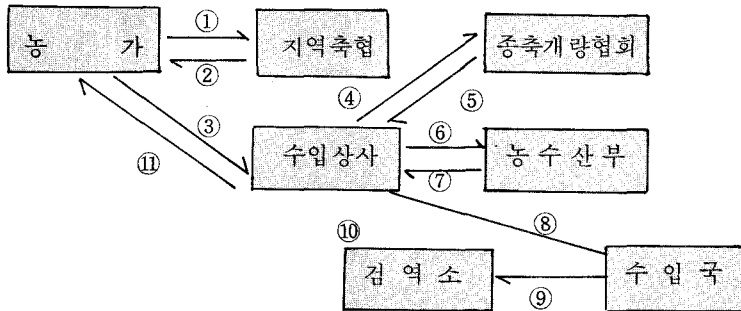 농 가
①
②
지역축협
종축개량협회
④
⑤
③
⑪
수입상사
⑥
⑦
농수산부
⑧
⑩
검역소
⑨
수입국